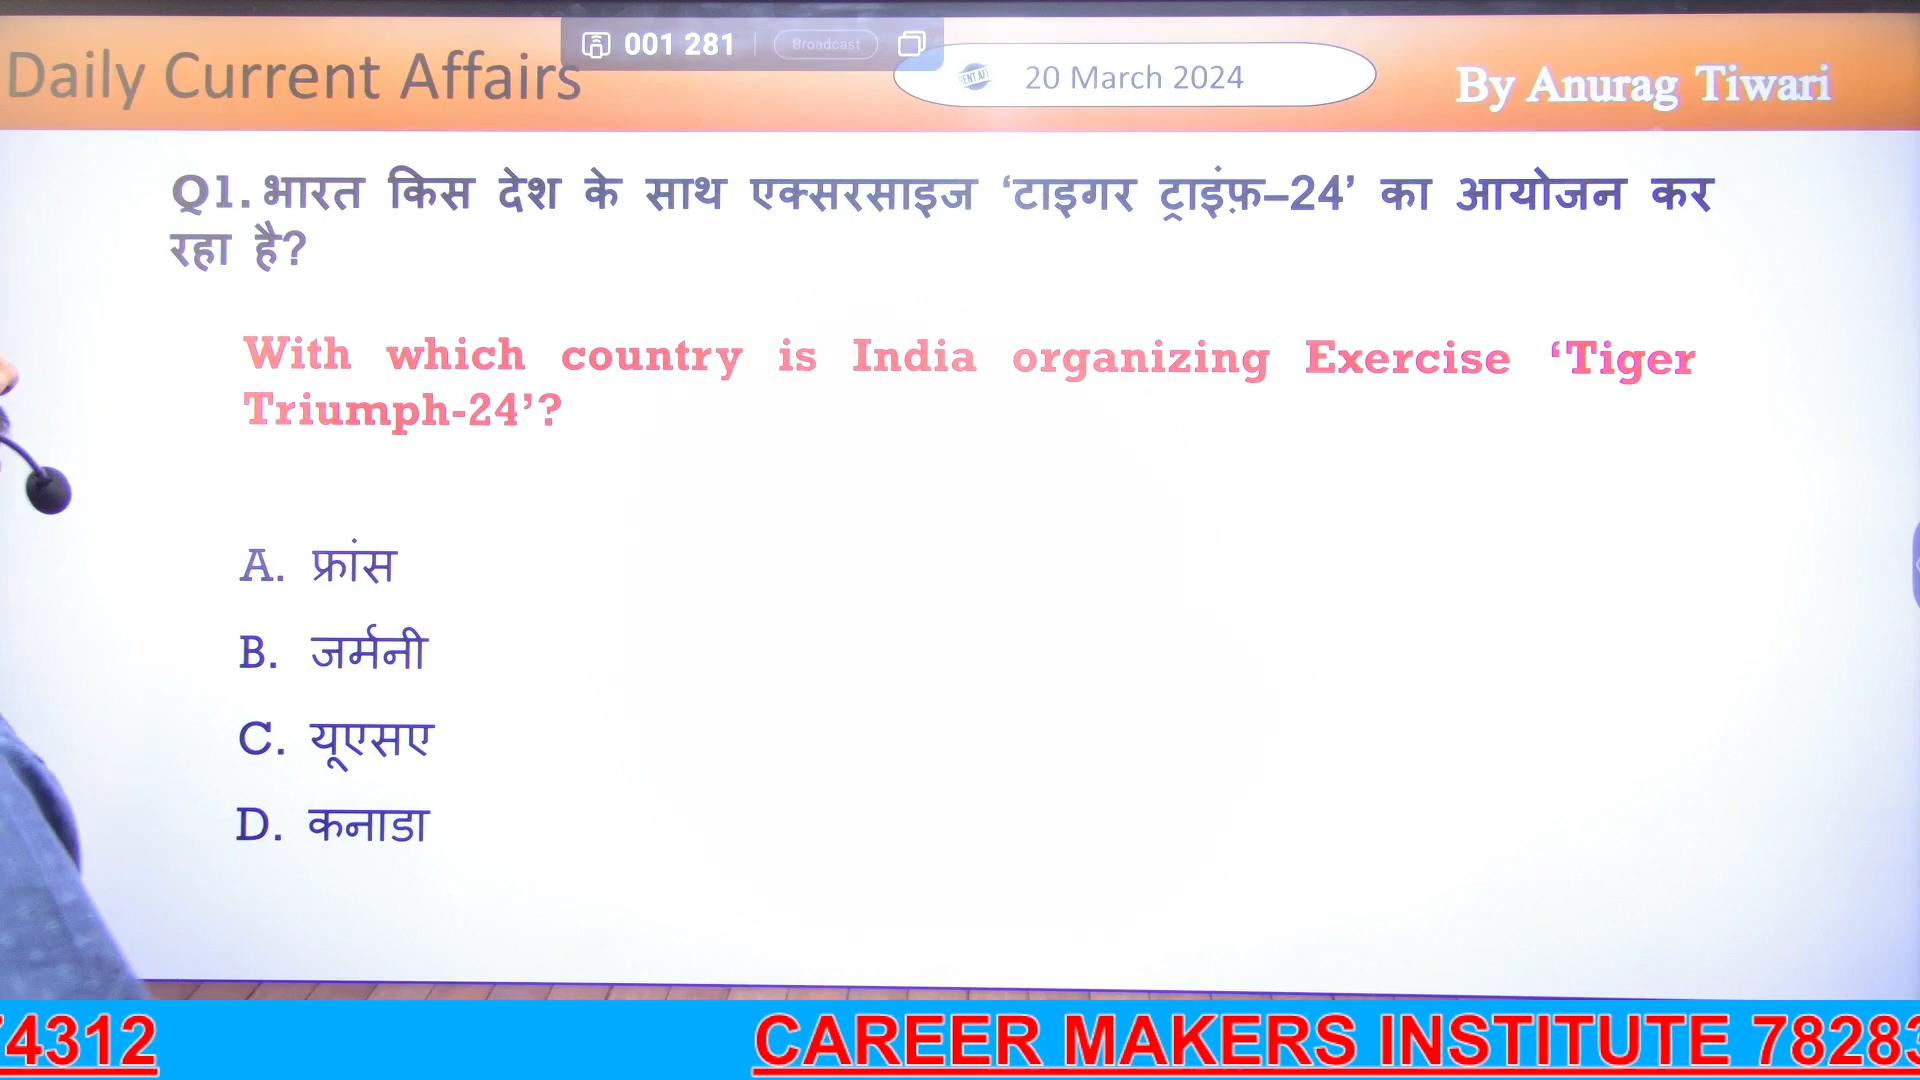 Daily Current Affairs
001 281
Broadcast
20 March 2024
By Anurag Tiwari
Q1. भारत किस देश के साथ एक्सरसाइज ‘टाइगर ट्राइंफ़–24’ का आयोजन कर
रहा है?
With which country is India organizing Exercise ‘Tiger
Triumph-24’?
A. फ्रांस
B. जर्मनी
C. यूएसए
D. कनाडा
74312
CAREER MAKERS INSTITUTE 78283